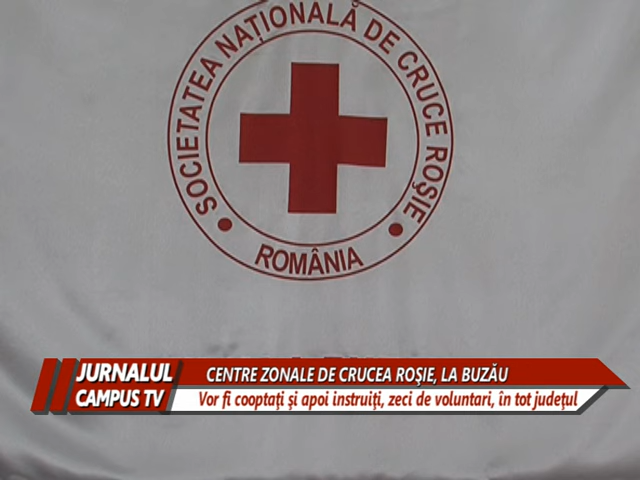 SOCIETATEA NAȚIONALĂ DE CRUCE ROȘIE
ROMÂNIA
JURNALUL
CAMPUS TV
CENTRE ZONALE DE CRUCEA ROȘIE, LA BUZĂU
Vor fi cooptați și apoi instruiți, zeci de voluntari, în tot județul